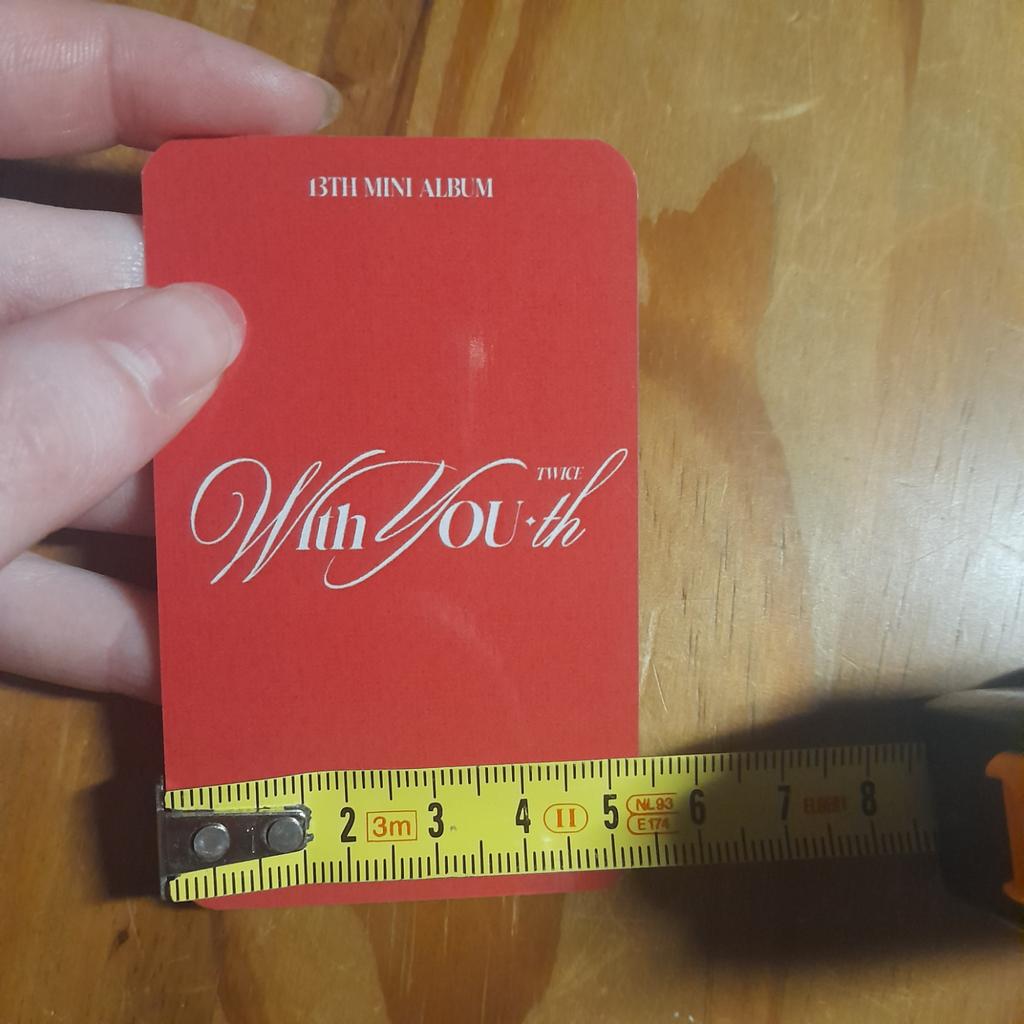 13TH MINI ALBUM
TWICE
With YOU·th
2 3m 3 4 II 5 NL93 E174 6 7 8